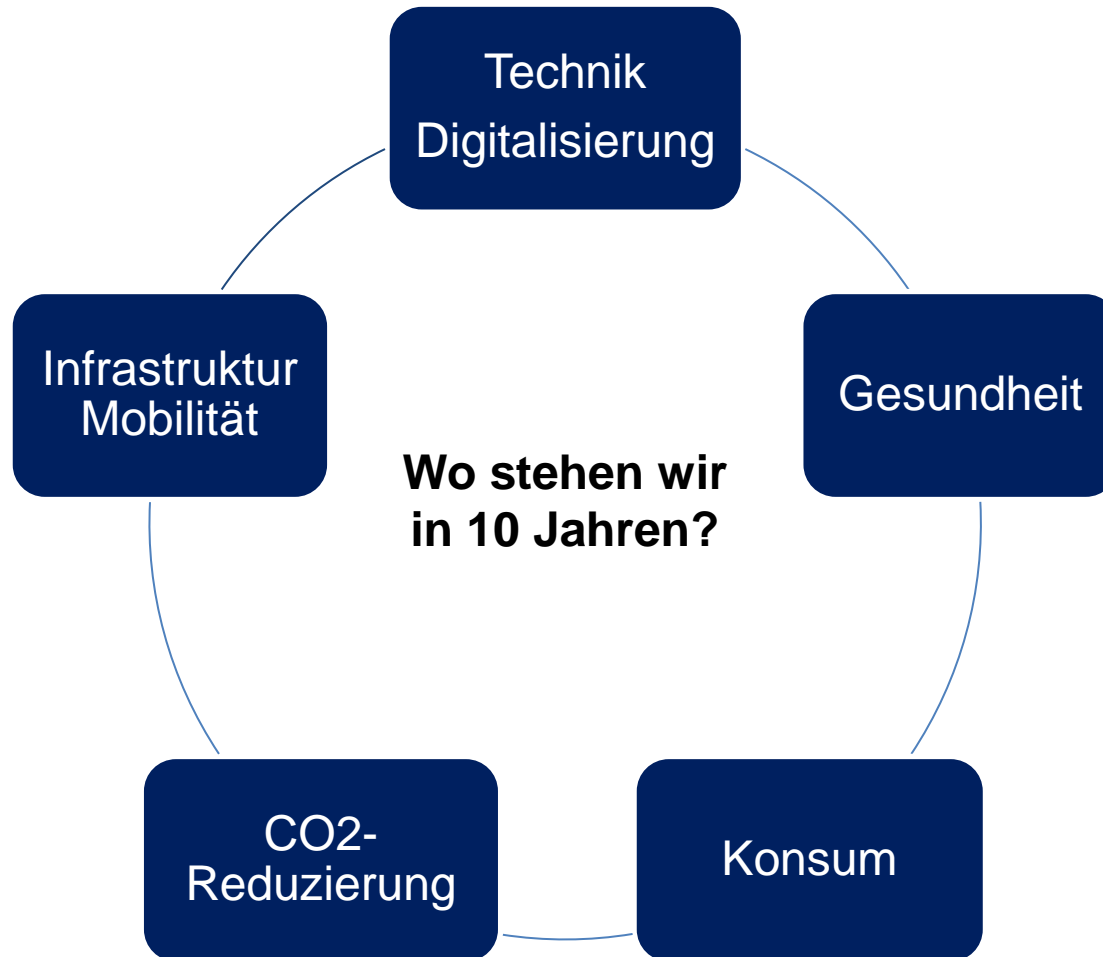 Technik
Digitalisierung
Infrastruktur
Mobilität
Gesundheit
Wo stehen wir
in 10 Jahren?
CO2-
Reduzierung
Konsum